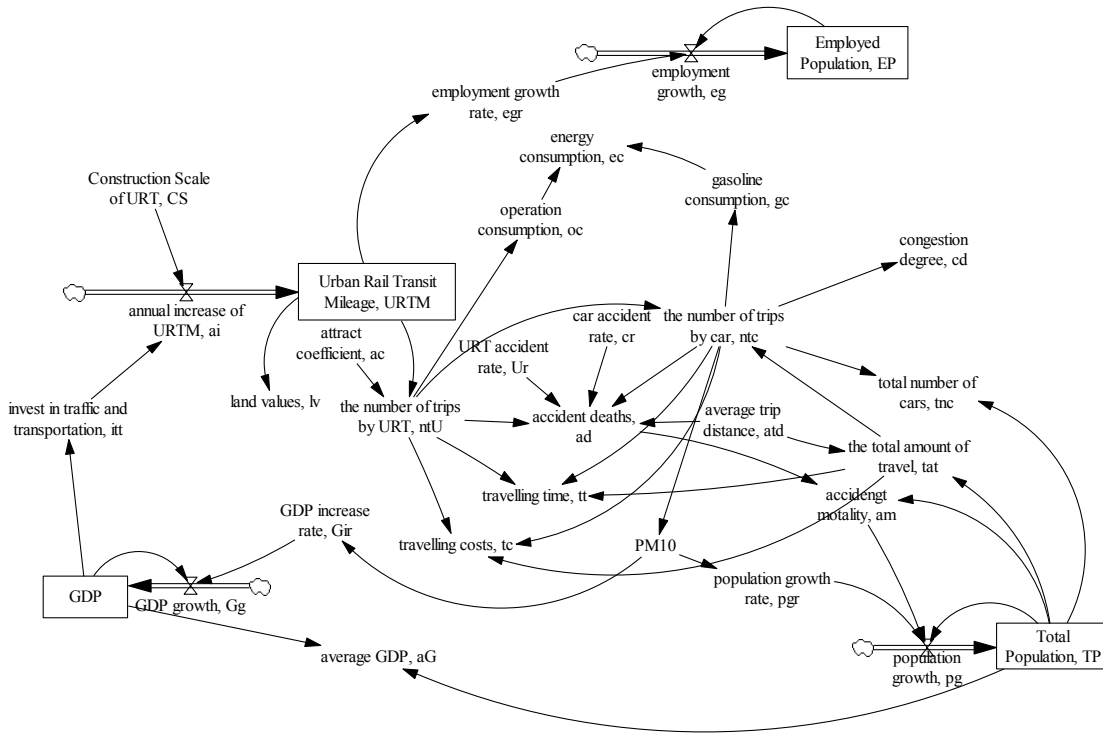 Employed
Population, EP
employment
growth, eg
employment growth
rate, egr
energy
consumption, ec
Construction Scale
of URT, CS
gasoline
consumption, gc
operation
consumption, oc
congestion
degree, cd
Urban Rail Transit
Mileage, URTM
annual increase of
URTM, ai
attract
coefficient, ac
car accident
rate, cr
the number of trips
by car, ntc
URT accident
rate, Ur
land values, lv
the number of trips
by URT, ntU
total number of
cars, tnc
invest in traffic and
transportation, itt
accident deaths,
ad
average trip
distance, atd
the total amount of
travel, tat
travelling time, tt
accidengt
motality, am
GDP increase
rate, Gir
travelling costs, tc
PM10
population growth
rate, pgr
GDP
GDP growth, Gg
Total
Population, TP
average GDP, aG
population
growth, pg